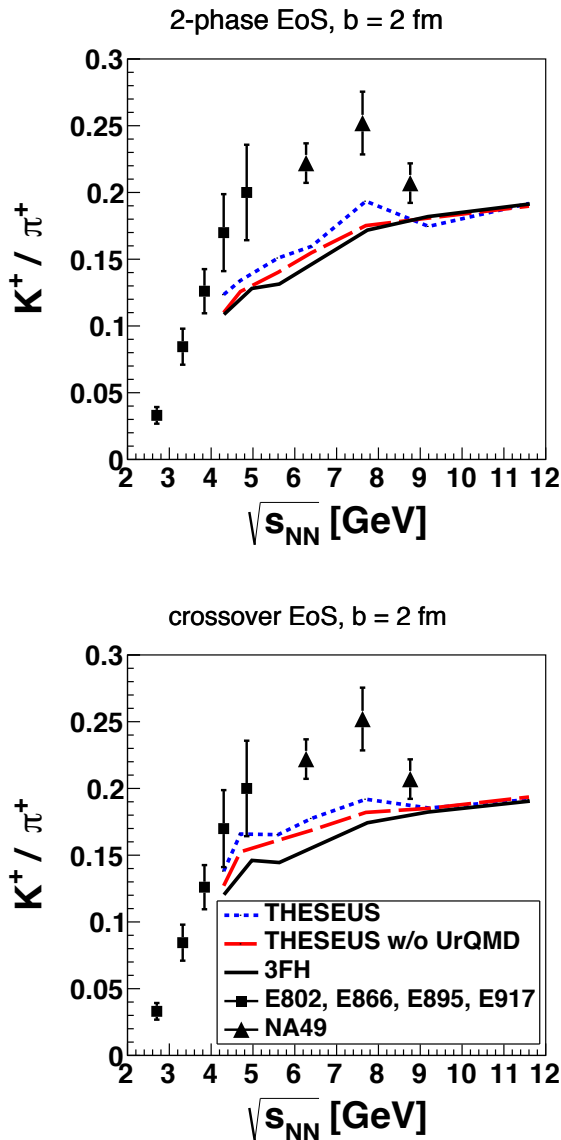 2-phase EoS, b = 2 fm
0.3
0.25
0.2
0.15
0.1
0.05
0
K+ / π+
2 3 4 5 6 7 8 9 10 11 12
√sNN [GeV]
crossover EoS, b = 2 fm
0.3
0.25
0.2
0.15
0.1
0.05
0
K+ / π+
THESEUS
THESEUS w/o UrQMD
3FH
E802, E866, E895, E917
NA49
2 3 4 5 6 7 8 9 10 11 12
√sNN [GeV]